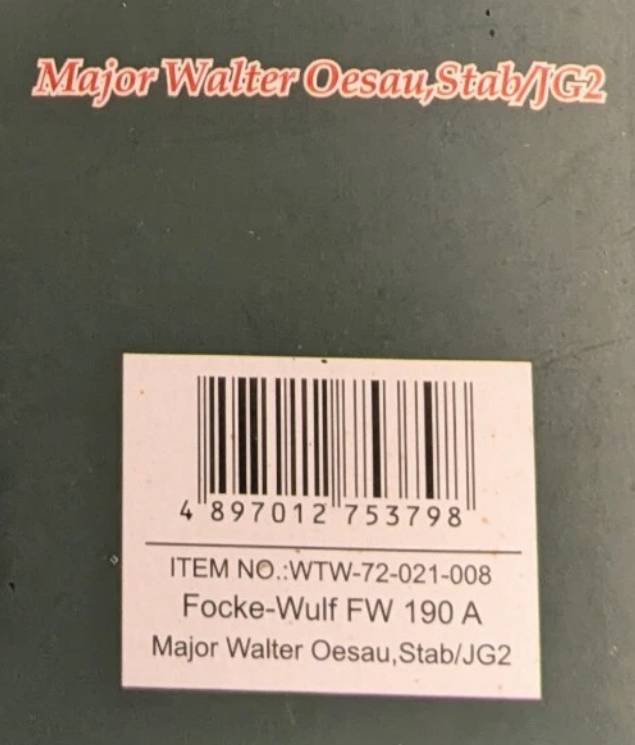 Major Walter Oesau,Stab/JG2
4 897012 753798
ITEM NO.:WTW-72-021-008
Focke-Wulf FW 190 A
Major Walter Oesau,Stab/JG2